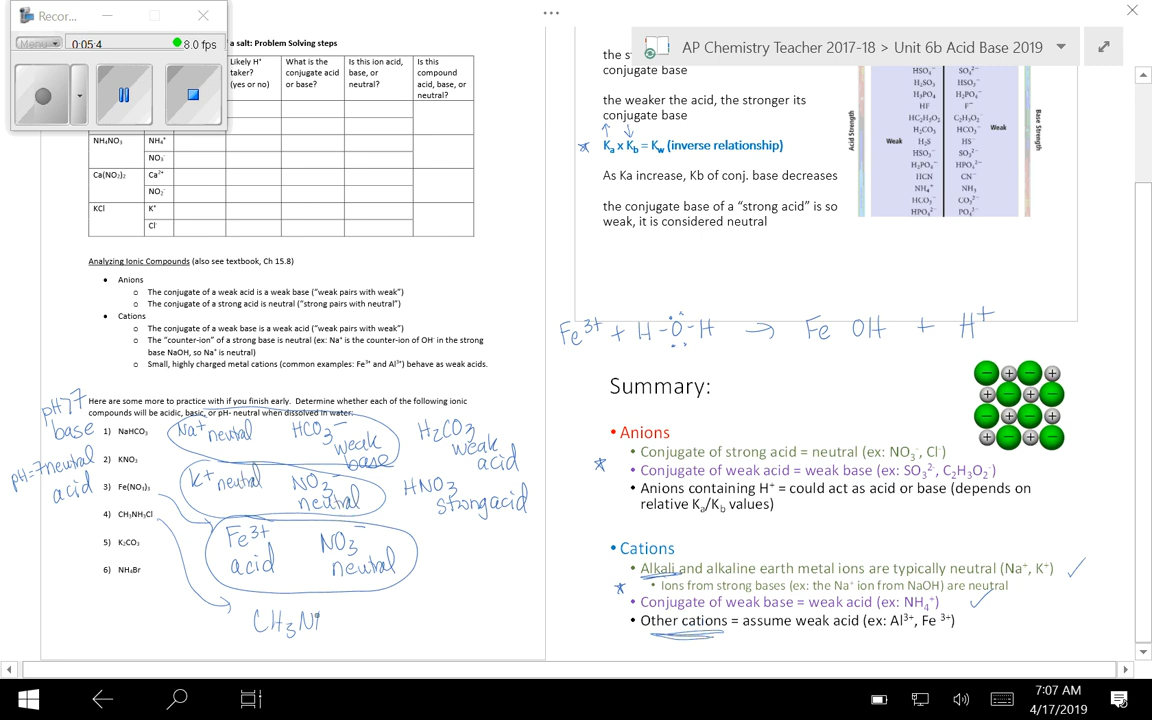 Recor...
Menu
0:05:4
8.0 fps
a salt: Problem Solving steps
Likely H⁺ taker? (yes or no)
What is the conjugate acid or base?
Is this ion acid, base, or neutral?
Is this compound acid, base, or neutral?
NH₄NO₃
NH₄⁺
NO₃⁻
Ca(NO₂)₂
Ca²⁺
NO₂⁻
KCl
K⁺
Cl⁻
Analyzing Ionic Compounds (also see textbook, Ch 15.8)
• Anions
o The conjugate of a weak acid is a weak base (“weak pairs with weak”)
o The conjugate of a strong acid is neutral (“strong pairs with neutral”)
• Cations
o The conjugate of a weak base is a weak acid (“weak pairs with weak”)
o The “counter-ion” of a strong base is neutral (ex: Na⁺ is the counter-ion of OH⁻ in the strong
base NaOH, so Na⁺ is neutral)
o Small, highly charged metal cations (common examples: Fe³⁺ and Al³⁺) behave as weak acids.
Here are some more to practice with if you finish early. Determine whether each of the following ionic
compounds will be acidic, basic, or pH- neutral when dissolved in water:
1) NaHCO₃
2) KNO₃
3) Fe(NO₃)₃
4) CH₃NH₃Cl
5) K₂CO₃
6) NH₄Br
pH>7
base
pH=7 neutral
acid
Na⁺ neutral
HCO₃⁻
weak
base
H₂CO3
weak
acid
K+ neutral
NO₃⁻
neutral
HNO3
strong acid
Fe³⁺
acid
NO₃⁻
neutral
CH₃N
AP Chemistry Teacher 2017-18 > Unit 6b Acid Base 2019
the s
conjugate base
the weaker the acid, the stronger its
conjugate base
Kₐ x K_b = K_w (inverse relationship)
As Ka increase, Kb of conj. base decreases
the conjugate base of a “strong acid” is so
weak, it is considered neutral
Acid Strength
Weak
HSO₄⁻ SO₄²⁻
H₂SO₃ HSO₃⁻
H₃PO₄ H₂PO₄⁻
HF F⁻
HC₂H₃O₂ C₂H₃O₂⁻
H₂CO₃ HCO₃⁻
H₂S HS⁻
HSO₃⁻ SO₃²⁻
H₂PO₄⁻ HPO₄²⁻
HCN CN⁻
NH₄⁺ NH₃
HCO₃⁻ CO₃²⁻
HPO₄²⁻ PO₄³⁻
Weak
Base Strength
Fe³⁺ + H-O-H → Fe OH + H⁺
Summary:
• Anions
• Conjugate of strong acid = neutral (ex: NO₃⁻, Cl⁻)
• Conjugate of weak acid = weak base (ex: SO₃²⁻, C₂H₃O₂⁻)
• Anions containing H⁺ = could act as acid or base (depends on
relative Kₐ/K_b values)
• Cations
• Alkali and alkaline earth metal ions are typically neutral (Na⁺, K⁺)
• Ions from strong bases (ex: the Na⁺ ion from NaOH) are neutral
• Conjugate of weak base = weak acid (ex: NH₄⁺)
• Other cations = assume weak acid (ex: Al³⁺, Fe ³⁺)
7:07 AM
4/17/2019